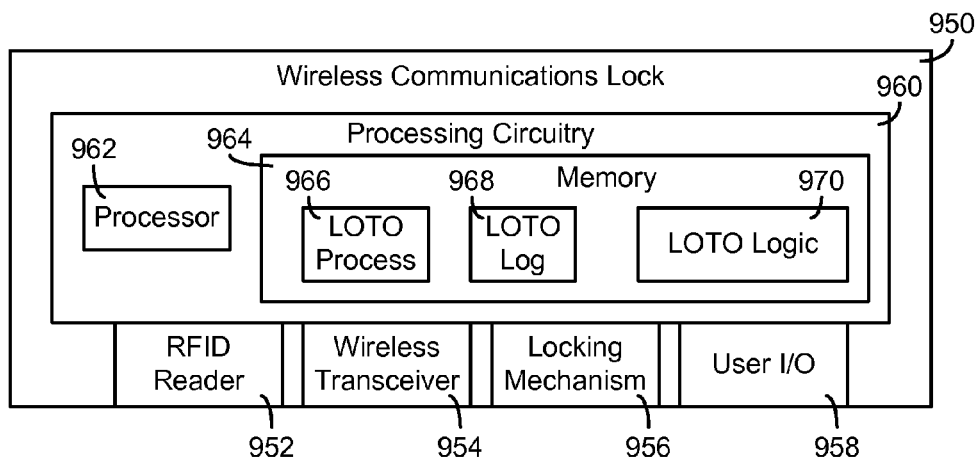 950
Wireless Communications Lock
960
Processing Circuitry
964
962
Memory
966
968
970
Processor
LOTO
Process
LOTO
Log
LOTO Logic
RFID
Reader
Wireless
Transceiver
Locking
Mechanism
User I/O
952
954
956
958